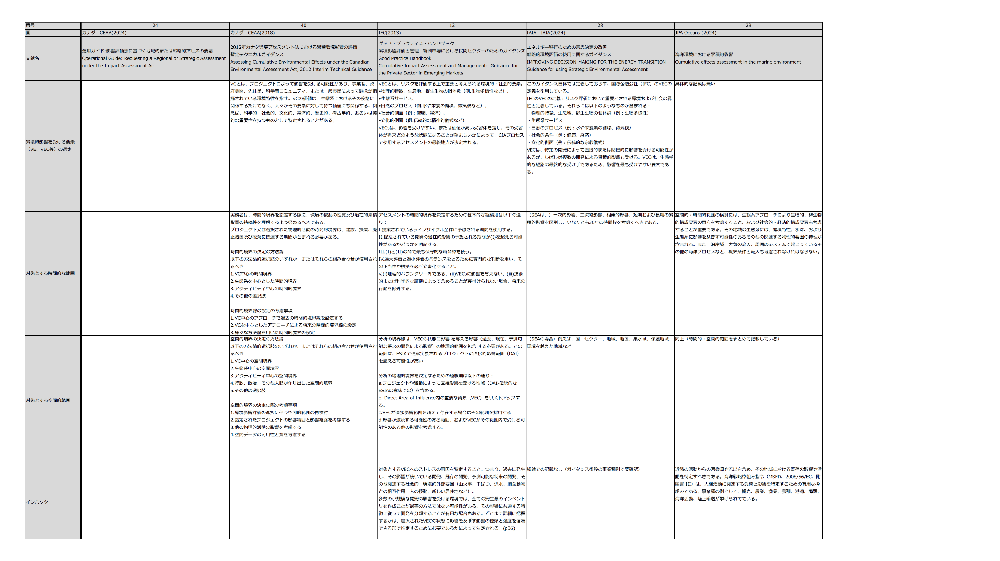 番号
24
40
12
28
29
国
カナダ　CEAA(2024)
カナダ　CEAA(2018)
IFC(2013)
IAIA　IAIA(2024)
JPA Oceans (2024)
文献名
運用ガイド:影響評価法に基づく地域的または戦略的アセスの要請
Operational Guide: Requesting a Regional or Strategic Assessment
under the Impact Assessment Act
2012年カナダ環境アセスメント法における累積環境影響の評価
暫定テクニカルガイダンス
Assessing Cumulative Environmental Effects under the Canadian
Environmental Assessment Act, 2012 Interim Technical Guidance
グッド・プラクティス・ハンドブック
累積影響評価と管理：新興市場における民間セクターのためのガイダンス
Good Practice Handbook
Cumulative Impact Assessment and Management: Guidance for
the Private Sector in Emerging Markets
エネルギー移行のための意思決定の改善
戦略的環境評価の使用に関するガイダンス
IMPROVING DECISION-MAKING FOR THE ENERGY TRANSITION
Guidance for using Strategic Environmental Assessment
海洋環境における累積的影響
Cumulative effects assessment in the marine environment
累積的影響を受ける要素
（VE、VEC等）の選定
VCとは、プロジェクトによって影響を受ける可能性があり、事業者、政
府機関、先住民、科学者コミュニティ、または一般市民によって懸念が指
摘されている環境特性を指す。VCの価値は、生態系におけるその役割に
関係するだけでなく、人々がその要素に対して持つ価値にも関係する。例
えば、科学的、社会的、文化的、経済的、歴史的、考古学的、あるいは美
的な重要性を持つものとして特定されることがある。
VECとは、リスクを評価する上で重要と考えられる環境的・社会的要素。
•物理的特徴、生息地、野生生物の個体数（例.生物多様性など）、
•生態系サービス、
•自然のプロセス（例.水や栄養の循環、微気候など）、
•社会的側面（例：健康、経済）、
•文化的側面（例.伝統的な精神的儀式など）
VECsは、影響を受けやすい、または価値が高い受容体を指し、その受容
体が将来どのような状態になることが望ましいかによって、CIAプロセス
で使用するアセスメントの最終地点が決定される。
このガイダンス自体では定義しておらず、国際金融公社（IFC）のVECの
定義を引用している。
IFCのVECの定義：リスク評価において重要とされる環境および社会の属
性と定義している。それらには以下のようなものが含まれる：
・物理的特徴、生息地、野生生物の個体群（例：生物多様性）
・生態系サービス
・自然のプロセス（例：水や栄養素の循環、微気候）
・社会的条件（例：健康、経済）
・文化的側面（例：伝統的な宗教儀式）
VECは、特定の開発によって直接的または間接的に影響を受ける可能性が
あるが、しばしば複数の開発による累積的影響も受ける。VECは、生態学
的な経路の最終的な受け手であるため、影響を最も受けやすい要素であ
る。
具体的な記載は無い
対象とする時間的な範囲
実務者は、時間的境界を設定する際に、環境の撹乱の性質及び潜在的累積
影響の持続性を理解するよう努めるべきである。
プロジェクト又は選択された物理的活動の時間的境界は、建設、操業、廃
止措置及び廃棄に関連する期間が含まれる必要がある。
時間的境界の決定の方法論
以下の方法論的選択肢のいずれか、またはそれらの組み合わせが使用され
るべき
1.VC中心の時間境界
2.生態系を中心とした時間的境界
3.アクティビティ中心の時間的境界
4.その他の選択肢
時間的境界線の設定の考慮事項
1.VC中心のアプローチで過去の時間的境界線を設定する
2.VCを中心としたアプローチによる将来の時間的境界線の設定
3.様々な方法論を用いた時間的境界の設定
アセスメントの時間的境界を決定するための基本的な経験則は以下の通
り：
I.提案されているライフサイクル全体に予想される期間を使用する。
II.提案されている開発の潜在的影響の予想される期間が(I)を超える可能
性があるかどうかを明記する。
III.(I)と(II)の間で最も保守的な時間枠を使う。
IV.過大評価と過小評価のバランスをとるために専門的な判断を用い、そ
の正当性や根拠を必ず文書化すること。
V.(i)地理的バウンダリー外である、(ii)VECsに影響を与えない、(iii)技術
的または科学的な証拠によって含めることが裏付けられない場合、将来の
行動を除外する。
（SEAは、）一次的影響、二次的影響、相乗的影響、短期および長期の累
積的影響を区別し、少なくとも30年の時間枠を考慮すべきである。
空間的・時間的範囲の検討には、生態系アプローチにより生物的、非生物
的構成要素の両方を考慮すること、および社会的・経済的構成要素も考慮
することが重要である。その地域の生態系には、循環特性、水深、および
生態系に影響を及ぼす可能性のあるその他の関連する物理的要因の特性が
含まれる。また、沿岸域、大気の流入、周囲のシステムで起こっているそ
の他の海洋プロセスなど、境界条件と流入も考慮されなければならない。
対象とする空間的範囲
空間的境界の決定の方法論
以下の方法論的選択肢のいずれか、またはそれらの組み合わせが使用され
るべき
1.VC中心の空間境界
2.生態系中心の空間境界
3.アクティビティ中心の空間境界
4.行政、政治、その他人間が作り出した空間的境界
5.その他の選択肢
空間的境界の決定の際の考慮事項
1.環境影響評価の進捗に伴う空間的範囲の再検討
2.指定されたプロジェクトの影響範囲と影響経路を考慮する
3.他の物理的活動の影響を考慮する
4.空間データの可用性と質を考慮する
分析の境界線は、VECの状態に影響 を与える影響（過去、現在、予測可
能な将来の開発による影響）の地理的範囲を包含 する必要がある。この
範囲は、ESIAで通常定義されるプロジェクトの直接的影響範囲（DAI）
を超える可能性が高い
分析の地理的境界を決定するための経験則は以下の通り：
a.プロジェクトや活動によって直接影響を受ける地域（DAI-伝統的な
ESIAの意味での）を含める。
b. Direct Area of Influence内の重要な資源（VEC）をリストアップす
る。
c.VECが直接影響範囲を超えて存在する場合はその範囲を採用する
d.影響が波及する可能性のある範囲、およびVECがその範囲内で受ける可
能性のある他の影響を考慮する。
（SEAの場合）例えば、国、セクター、地域、地区、集水域、保護地域、
国境を越えた地域など
同上（時間的・空間的範囲をまとめて記載している）
インパクター
対象とするVECへのストレスの原因を特定すること。つまり、過去に発生
し、その影響が続いている開発、既存の開発、予測可能な将来の開発、そ
の他関連する社会的・環境的外部要因（山火事、干ばつ、洪水、捕食動物
との相互作用、人の移動、新しい居住地など）。
多数の小規模な開発の影響を受ける環境では、全ての発生源のインベント
リを作成ことが最善の方法ではない可能性がある。その影響に共通する特
徴に従って開発を分類することが有用な場合もある。どこまで詳細に把握
するかは、選択されたVECの状態に影響を及ぼす影響の種類と強度を信頼
できる形で推定するために必要であるかによって決定される。(p36)
総論での記載なし（ガイダンス後段の事業種別で要確認）
近隣の活動からの汚染源や流出を含め、その地域における既存の影響や活
動を特定すべきである。海洋戦略枠組み指令（MSFD、2008/56/EC、附
属書 III）は、人間活動に関連する負荷と影響を特定するための有用な枠
組みである。事業種の例として、観光、農業、漁業、養殖、港湾、埠頭、
海洋活動、陸上輸送が挙げられてている。